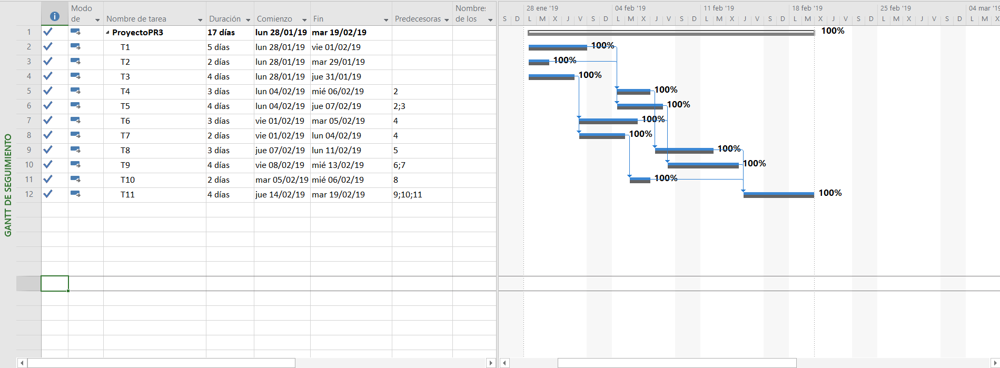 GANTT DE SEGUIMIENTO
Modo de | Nombre de tarea | Duración | Comienzo | Fin | Predecesoras | Nombres de los
1 ProyectoPR3 17 días lun 28/01/19 mar 19/02/19
2 T1 5 días lun 28/01/19 vie 01/02/19
3 T2 2 días lun 28/01/19 mar 29/01/19
4 T3 4 días lun 28/01/19 jue 31/01/19
5 T4 3 días lun 04/02/19 mié 06/02/19 2
6 T5 4 días lun 04/02/19 jue 07/02/19 2;3
7 T6 3 días vie 01/02/19 mar 05/02/19 4
8 T7 2 días vie 01/02/19 lun 04/02/19 4
9 T8 3 días jue 07/02/19 lun 11/02/19 5
10 T9 4 días vie 08/02/19 mié 13/02/19 6;7
11 T10 2 días mar 05/02/19 mié 06/02/19 8
12 T11 4 días jue 14/02/19 mar 19/02/19 9;10;11
28 ene '19 04 feb '19 11 feb '19 18 feb '19 25 feb '19 04 mar '19
S D L M X J V S D L M X J V S D L M X J V S D L M X J V S D L M X J V S D L M X
100%
100%
100%
100%
100%
100%
100%
100%
100%
100%
100%
100%